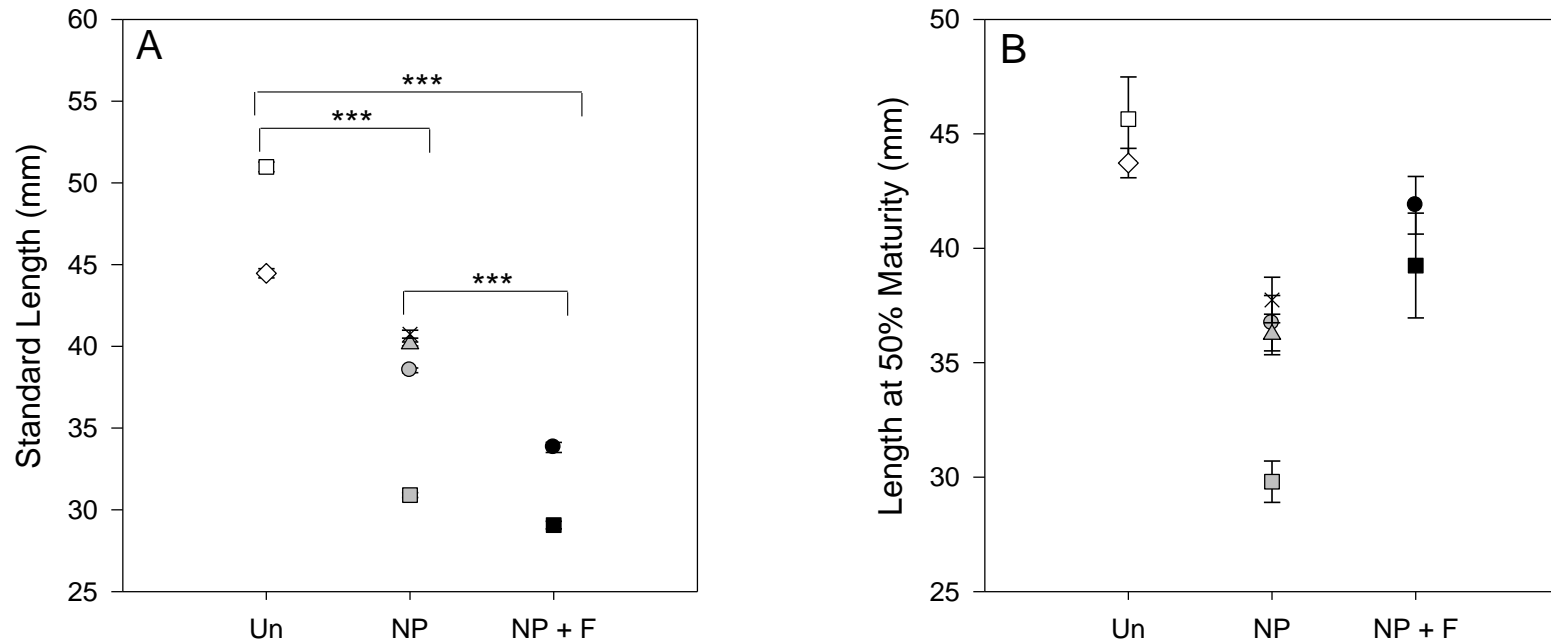 A
Standard Length (mm)
60
55
50
45
40
35
30
25
***
***
***
Un NP NP + F
B
Length at 50% Maturity (mm)
50
45
40
35
30
25
Un NP NP + F